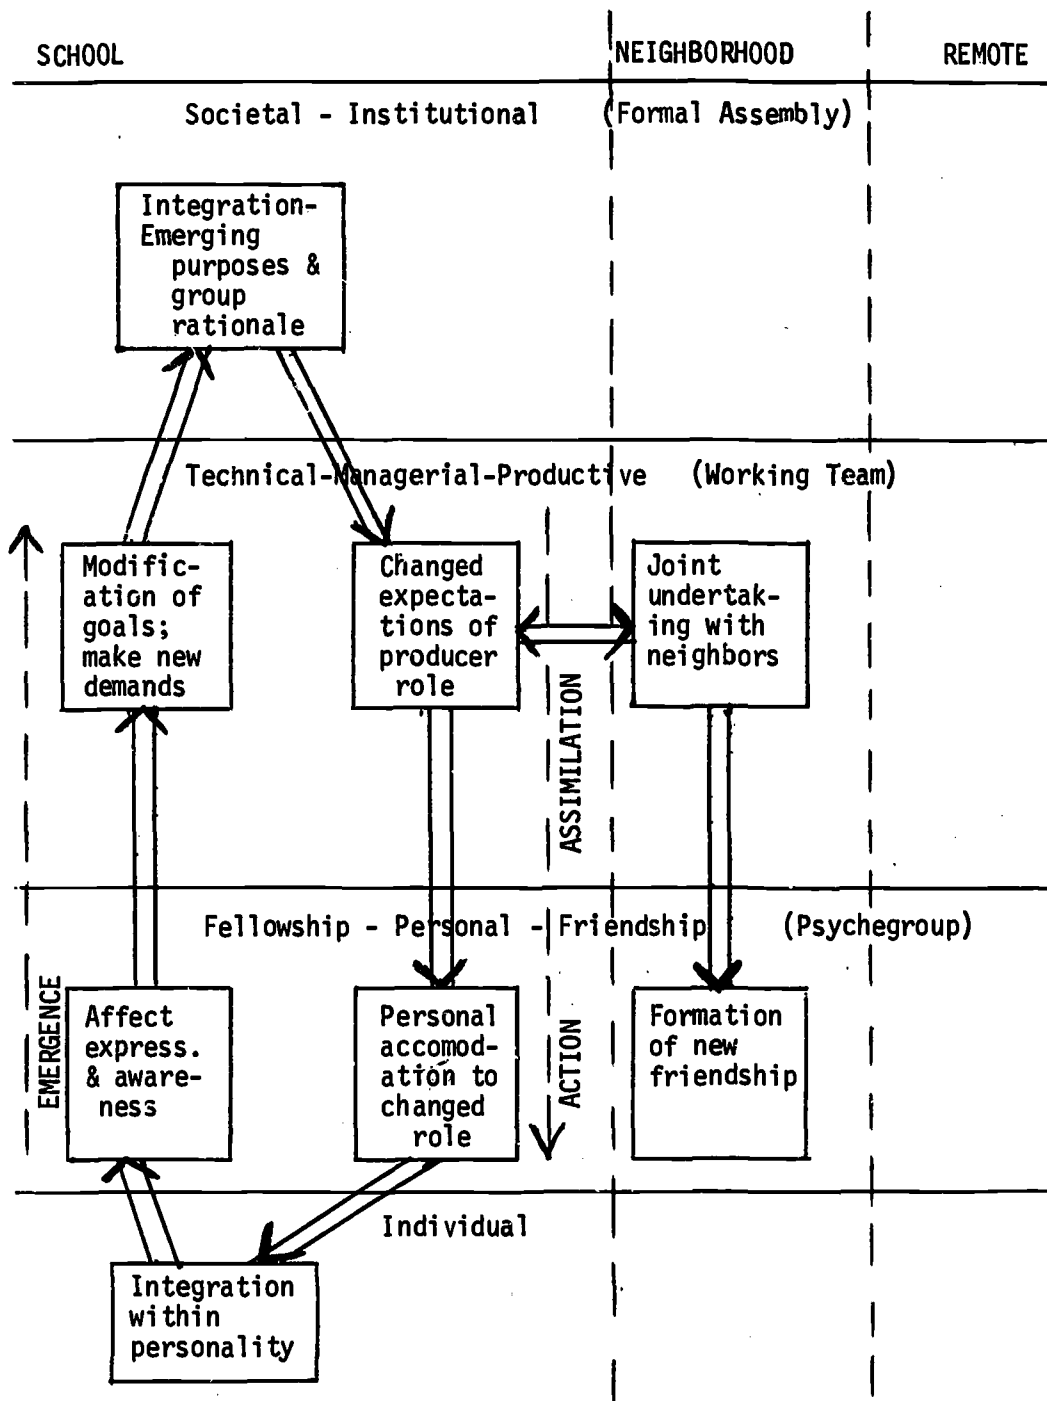 SCHOOL NEIGHBORHOOD REMOTE
Societal - Institutional (Formal Assembly)
Integration-
Emerging
purposes &
group
rationale
Technical-Managerial-Productive (Working Team)
Modific-
ation of
goals;
make new
demands
Changed
expecta-
tions of
producer
role
Joint
undertak-
ing with
neighbors
ASSIMILATION
Fellowship - Personal - Friendship (Psychegroup)
EMERGENCE
Affect
express.
& aware-
ness
Personal
accomod-
ation to
changed
role
ACTION
Formation
of new
friendship
Individual
Integration
within
personality